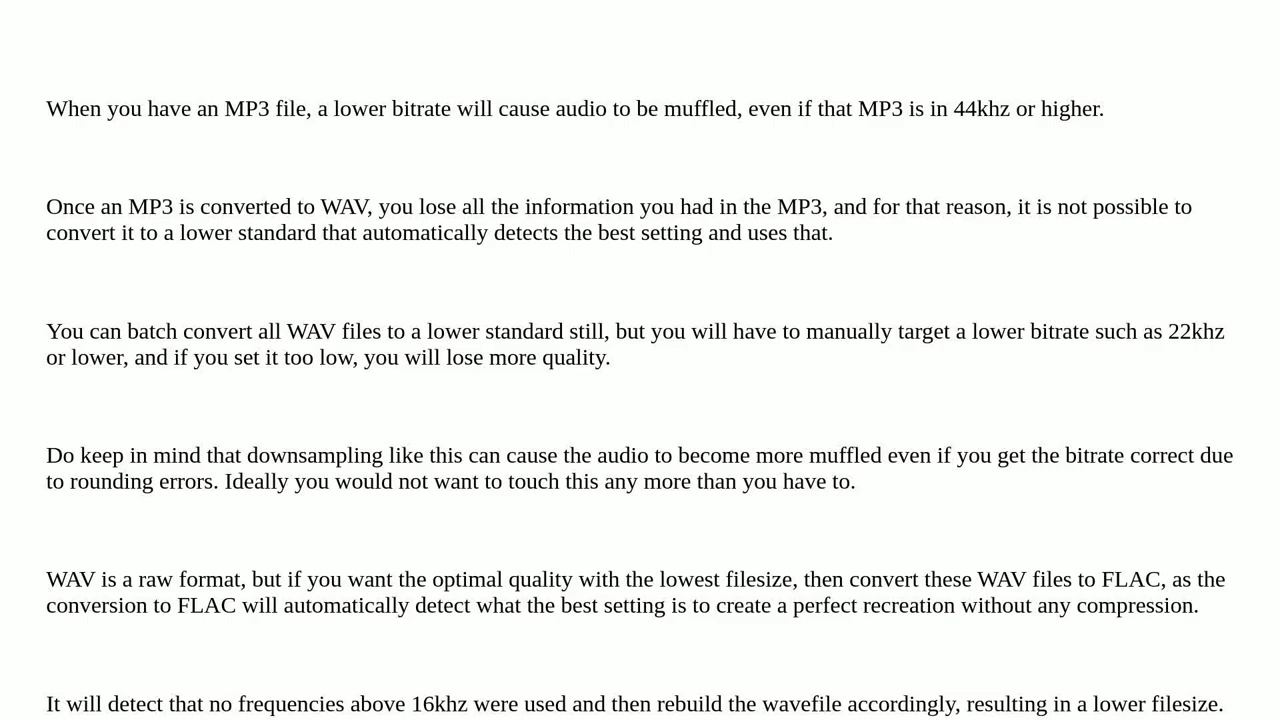 When you have an MP3 file, a lower bitrate will cause audio to be muffled, even if that MP3 is in 44khz or higher.
Once an MP3 is converted to WAV, you lose all the information you had in the MP3, and for that reason, it is not possible to
convert it to a lower standard that automatically detects the best setting and uses that.
You can batch convert all WAV files to a lower standard still, but you will have to manually target a lower bitrate such as 22khz
or lower, and if you set it too low, you will lose more quality.
Do keep in mind that downsampling like this can cause the audio to become more muffled even if you get the bitrate correct due
to rounding errors. Ideally you would not want to touch this any more than you have to.
WAV is a raw format, but if you want the optimal quality with the lowest filesize, then convert these WAV files to FLAC, as the
conversion to FLAC will automatically detect what the best setting is to create a perfect recreation without any compression.
It will detect that no frequencies above 16khz were used and then rebuild the wavefile accordingly, resulting in a lower filesize.